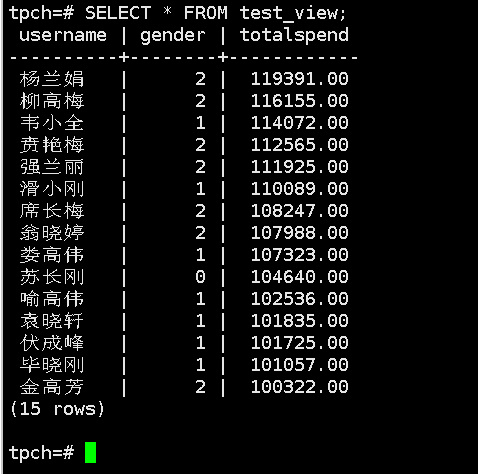 tpch=# SELECT * FROM test_view;
 username | gender | totalspend
----------+--------+------------
 杨兰娟   |      2 |  119391.00
 柳高梅   |      2 |  116155.00
 韦小全   |      1 |  114072.00
 贲艳梅   |      2 |  112565.00
 强兰丽   |      2 |  111925.00
 滑小刚   |      1 |  110089.00
 席长梅   |      2 |  108247.00
 翁晓婷   |      2 |  107988.00
 娄高伟   |      1 |  107323.00
 苏长刚   |      0 |  104640.00
 喻高伟   |      1 |  102536.00
 袁晓轩   |      1 |  101835.00
 伏成峰   |      1 |  101725.00
 毕晓刚   |      1 |  101057.00
 金高芳   |      2 |  100322.00
(15 rows)
tpch=#